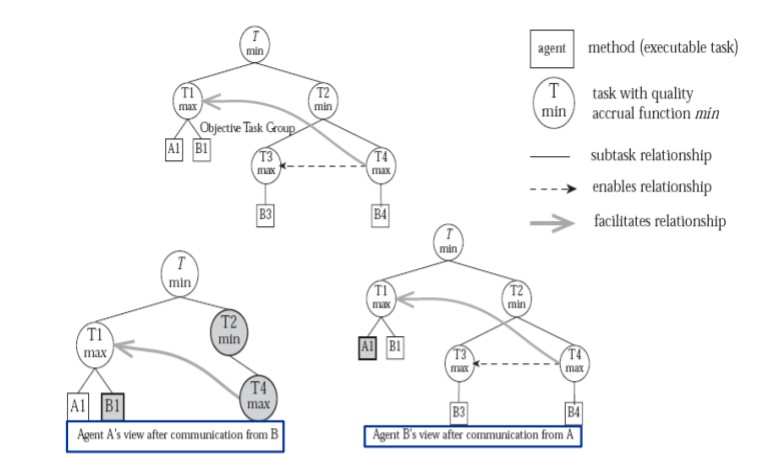 T
min
T1
max
T2
min
Objective Task Group
A1
B1
T3
max
T4
max
B3
B4
agent
method (executable task)
T
min
task with quality
accrual function min
subtask relationship
enables relationship
facilitates relationship
T
min
T1
max
T2
min
A1
B1
T4
max
Agent A's view after communication from B
T
min
T1
max
T2
min
A1
B1
T3
max
T4
max
B3
B4
Agent B's view after communication from A